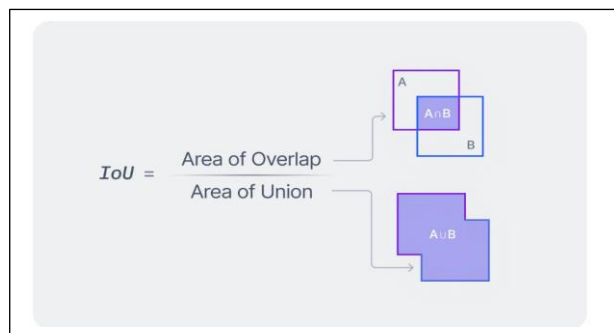 A
A∩B
B
IoU =
Area of Overlap
Area of Union
A∪B